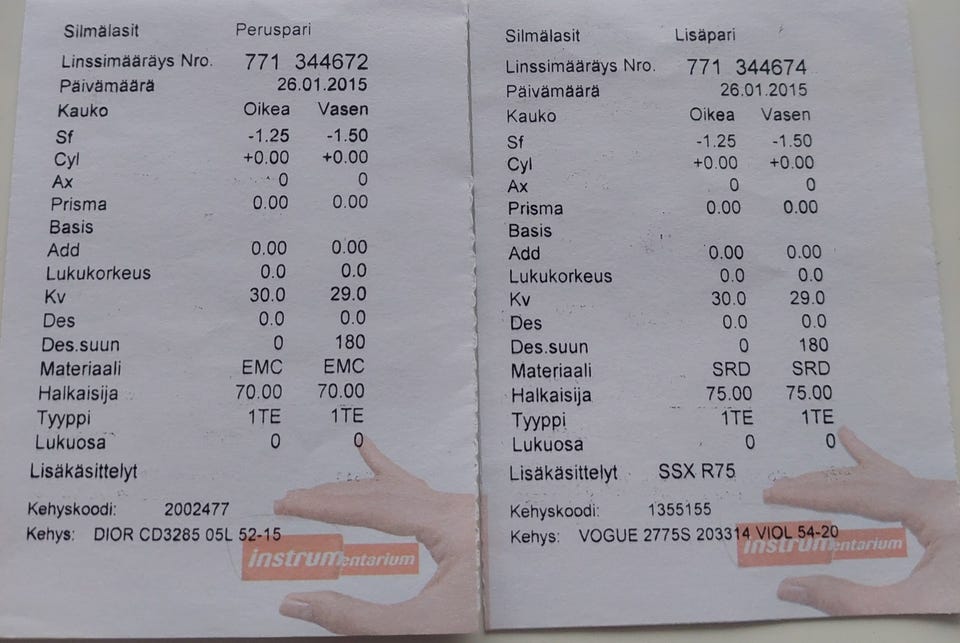 Silmälasit Peruspari
Linssimääräys Nro. 771 344672
Päivämäärä 26.01.2015
Kauko Oikea Vasen
Sf -1.25 -1.50
Cyl +0.00 +0.00
Ax 0 0
Prisma 0.00 0.00
Basis
Add 0.00 0.00
Lukukorkeus 0.0 0.0
Kv 30.0 29.0
Des 0.0 0.0
Des.suun 0 180
Materiaali EMC EMC
Halkaisija 70.00 70.00
Tyyppi 1TE 1TE
Lukuosa 0 0
Lisäkäsittelyt
Kehyskoodi: 2002477
Kehys: DIOR CD3285 05L 52-15
instrumentarium
Silmälasit Lisäpari
Linssimääräys Nro. 771 344674
Päivämäärä 26.01.2015
Kauko Oikea Vasen
Sf -1.25 -1.50
Cyl +0.00 +0.00
Ax 0 0
Prisma 0.00 0.00
Basis
Add 0.00 0.00
Lukukorkeus 0.0 0.0
Kv 30.0 29.0
Des 0.0 0.0
Des.suun 0 180
Materiaali SRD SRD
Halkaisija 75.00 75.00
Tyyppi 1TE 1TE
Lukuosa 0 0
Lisäkäsittelyt SSX R75
Kehyskoodi: 1355155
Kehys: VOGUE 2775S 203314 VIOL 54-20
instrumentarium